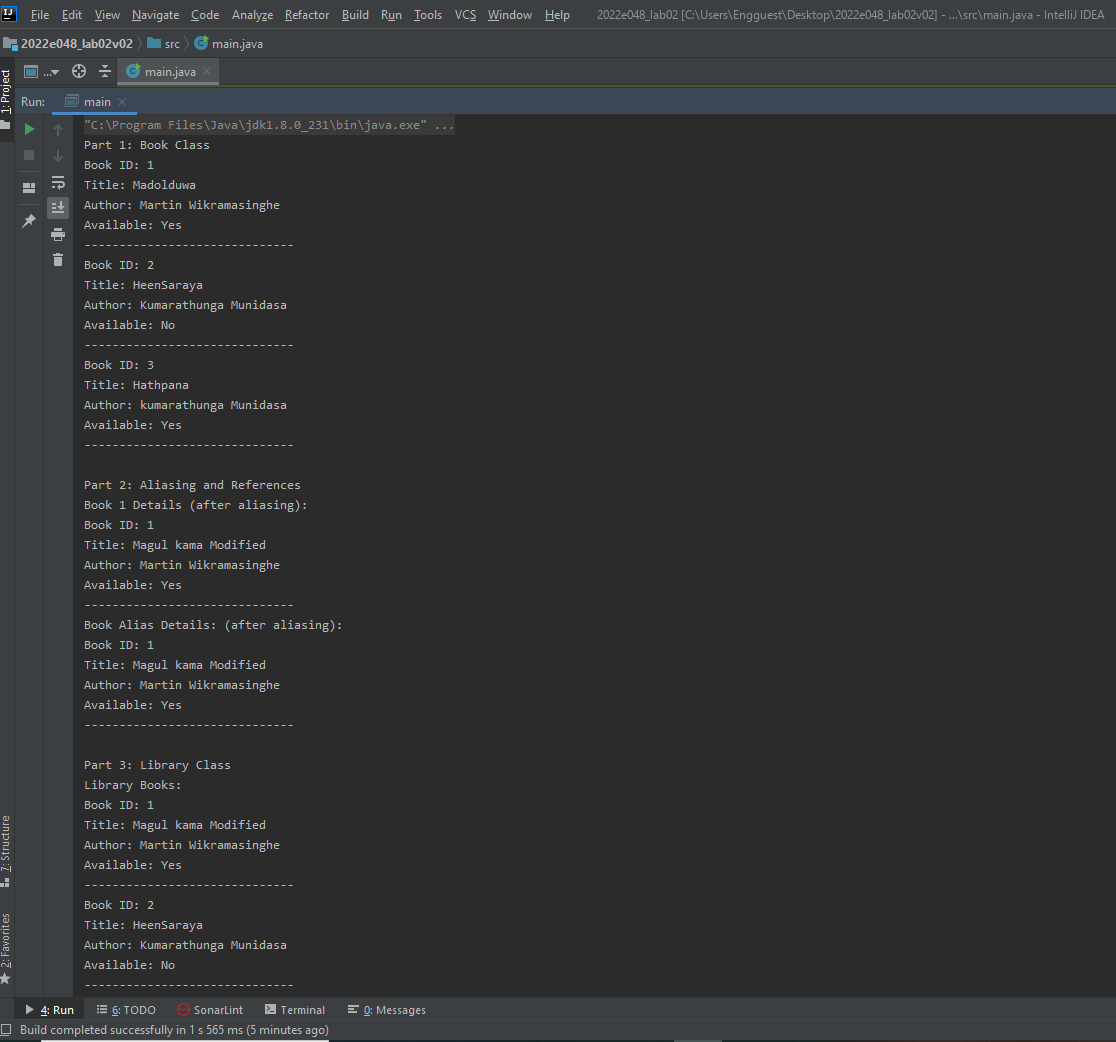 File Edit View Navigate Code Analyze Refactor Build Run Tools VCS Window Help 2022e048_lab02 [C:\Users\Engguest\Desktop\2022e048_lab02v02] - ...\src\main.java - IntelliJ IDEA
2022e048_lab02v02 src main.java
... main.java
1: Project
Run: main
"C:\Program Files\Java\jdk1.8.0_231\bin\java.exe" ...
Part 1: Book Class
Book ID: 1
Title: Madolduwa
Author: Martin Wikramasinghe
Available: Yes
------------------------------
Book ID: 2
Title: HeenSaraya
Author: Kumarathunga Munidasa
Available: No
------------------------------
Book ID: 3
Title: Hathpana
Author: kumarathunga Munidasa
Available: Yes
------------------------------
Part 2: Aliasing and References
Book 1 Details (after aliasing):
Book ID: 1
Title: Magul kama Modified
Author: Martin Wikramasinghe
Available: Yes
------------------------------
Book Alias Details: (after aliasing):
Book ID: 1
Title: Magul kama Modified
Author: Martin Wikramasinghe
Available: Yes
------------------------------
Part 3: Library Class
Library Books:
Book ID: 1
Title: Magul kama Modified
Author: Martin Wikramasinghe
Available: Yes
------------------------------
Book ID: 2
Title: HeenSaraya
Author: Kumarathunga Munidasa
Available: No
------------------------------
7: Structure
2: Favorites
4: Run 6: TODO SonarLint Terminal 0: Messages
Build completed successfully in 1 s 565 ms (5 minutes ago)